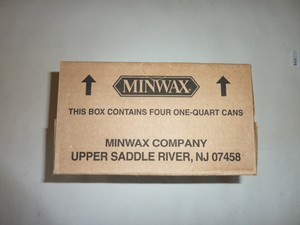 MINWAX
THIS BOX CONTAINS FOUR ONE-QUART CANS
MINWAX COMPANY
UPPER SADDLE RIVER, NJ 07458